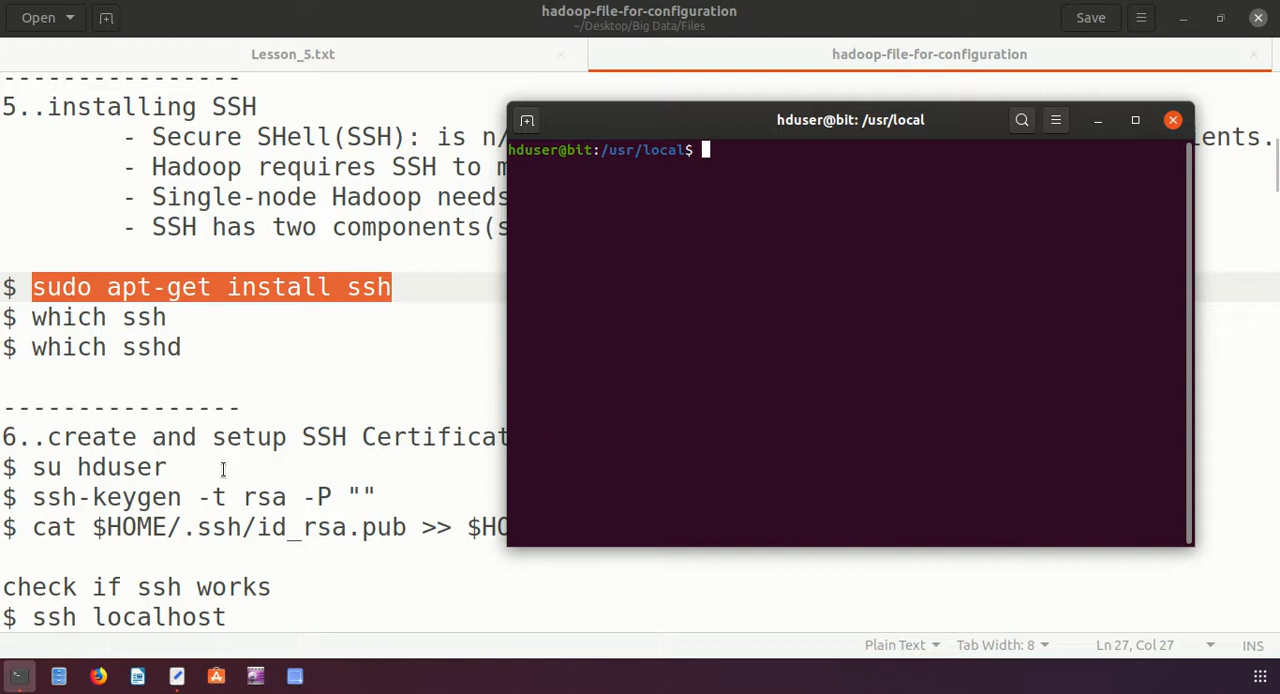 Open
hadoop-file-for-configuration
~/Desktop/Big Data/Files
Save
Lesson_5.txt
hadoop-file-for-configuration
---------------
5..installing SSH
- Secure SHell(SSH): is n/
ients.
- Hadoop requires SSH to m
- Single-node Hadoop needs
- SSH has two components(s
$ sudo apt-get install ssh
$ which ssh
$ which sshd
----------------
6..create and setup SSH Certificat
$ su hduser
$ ssh-keygen -t rsa -P ""
$ cat $HOME/.ssh/id_rsa.pub >> $HO
check if ssh works
$ ssh localhost
hduser@bit: /usr/local
hduser@bit:/usr/local$
Plain Text
Tab Width: 8
Ln 27, Col 27
INS